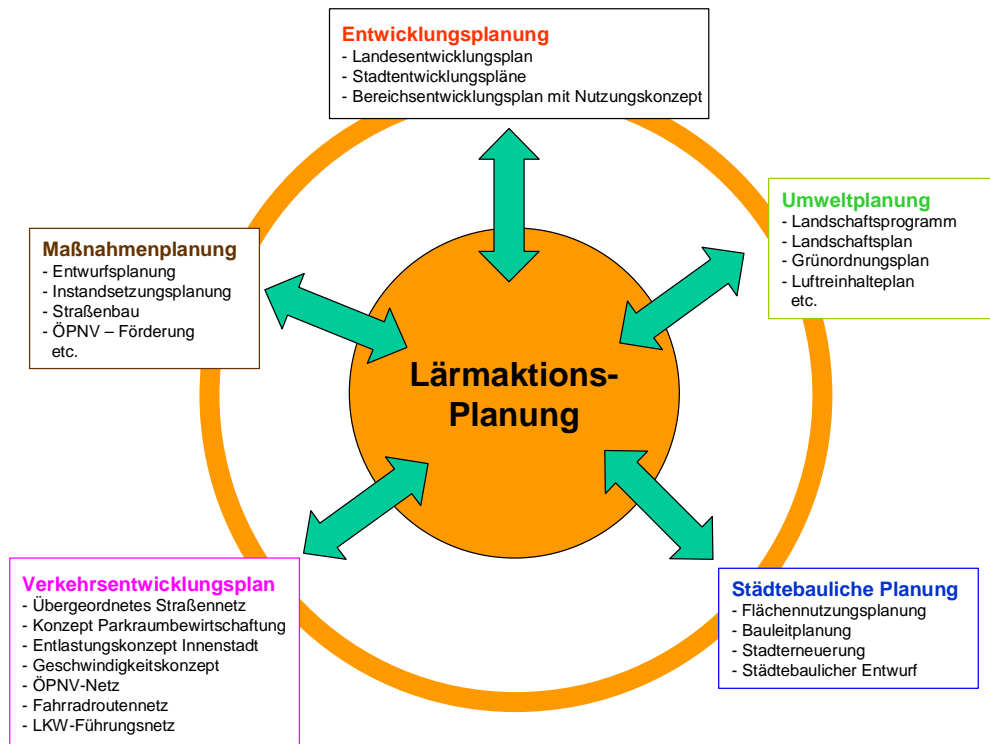 Entwicklungsplanung
- Landesentwicklungsplan
- Stadtentwicklungspläne
- Bereichsentwicklungsplan mit Nutzungskonzept
Umweltplanung
- Landschaftsprogramm
- Landschaftsplan
- Grünordnungsplan
- Luftreinhalteplan
etc.
Maßnahmenplanung
- Entwurfsplanung
- Instandsetzungsplanung
- Straßenbau
- ÖPNV – Förderung
etc.
Lärmaktions-
Planung
Verkehrsentwicklungsplan
- Übergeordnetes Straßennetz
- Konzept Parkraumbewirtschaftung
- Entlastungskonzept Innenstadt
- Geschwindigkeitskonzept
- ÖPNV-Netz
- Fahrradroutennetz
- LKW-Führungsnetz
Städtebauliche Planung
- Flächennutzungsplanung
- Bauleitplanung
- Stadterneuerung
- Städtebaulicher Entwurf